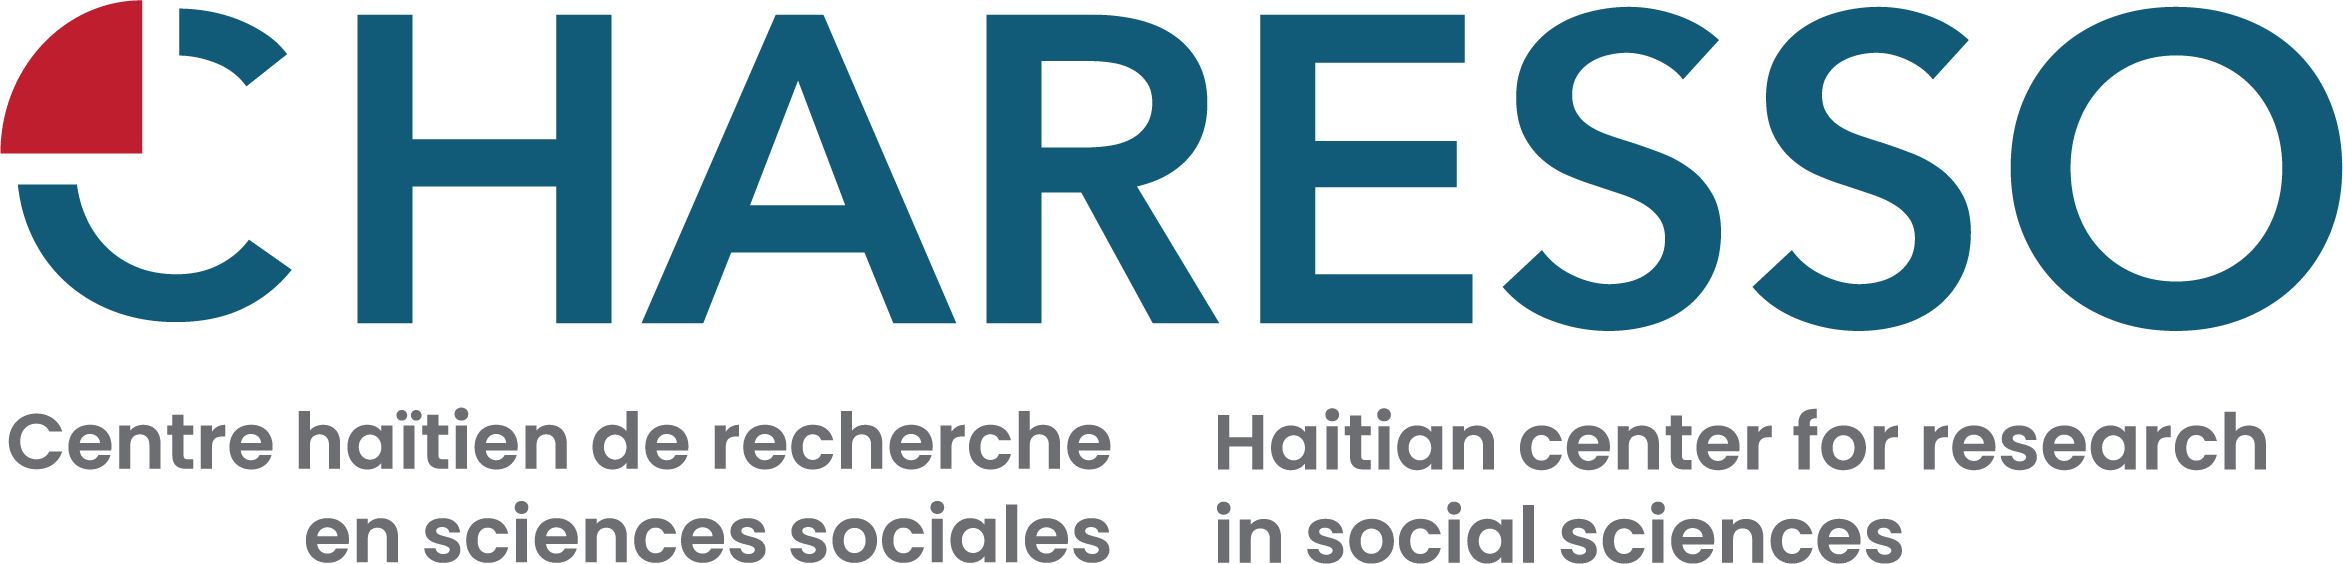 CHARESSO
Centre haïtien de recherche
en sciences sociales
Haitian center for research
in social sciences